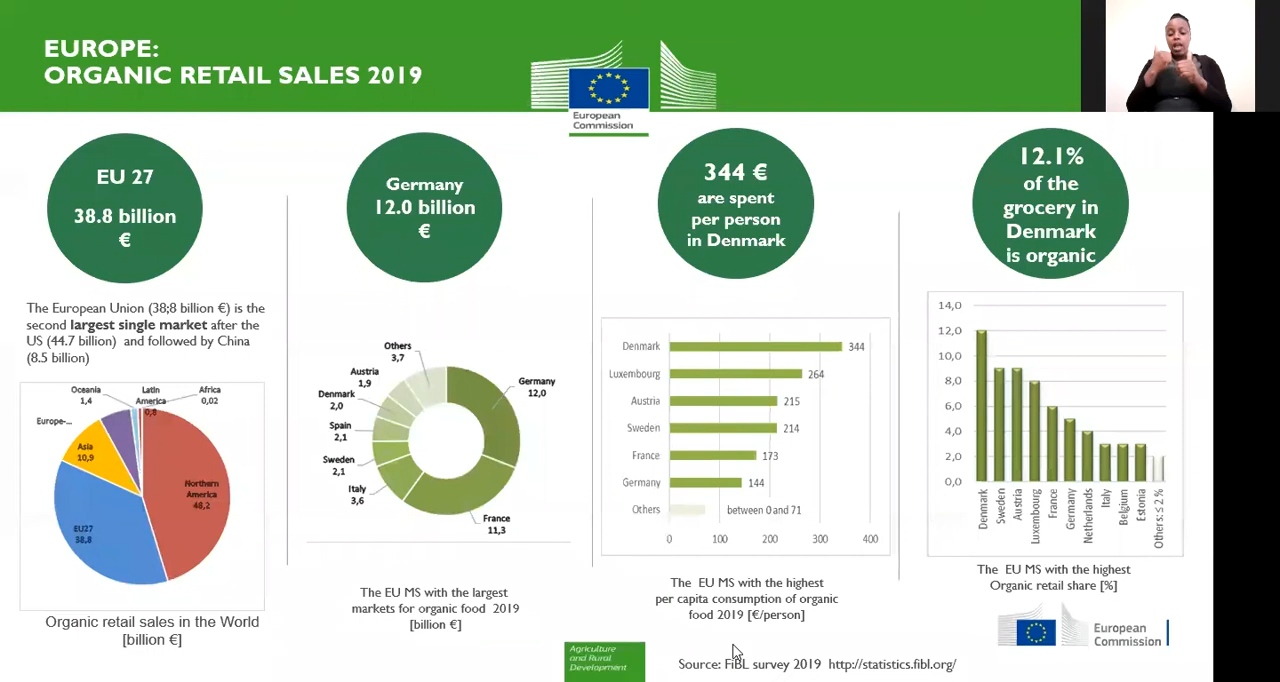 EUROPE:
ORGANIC RETAIL SALES 2019
European
Commission
EU 27
38.8 billion
€
The European Union (38;8 billion €) is the
second largest single market after the
US (44.7 billion) and followed by China
(8.5 billion)
Oceania
1,4
Latin
America
0,8
Africa
0,02
Europe-...
Asia
10,9
Northern
America
48,2
EU27
38,8
Organic retail sales in the World
[billion €]
Germany
12.0 billion
€
Others
3,7
Austria
1,9
Denmark
2,0
Spain
2,1
Sweden
2,1
Italy
3,6
Germany
12,0
France
11,3
The EU MS with the largest
markets for organic food 2019
[billion €]
344 €
are spent
per person
in Denmark
Denmark 344
Luxembourg 264
Austria 215
Sweden 214
France 173
Germany 144
Others between 0 and 71
0 100 200 300 400
The EU MS with the highest
per capita consumption of organic
food 2019 [€/person]
12.1%
of the
grocery in
Denmark
is organic
14,0
12,0
10,0
8,0
6,0
4,0
2,0
0,0
Denmark
Sweden
Austria
Luxembourg
France
Germany
Netherlands
Italy
Belgium
Estonia
Others: ≤ 2 %
The EU MS with the highest
Organic retail share [%]
European
Commission
Agriculture
and Rural
Development
Source: FiBL survey 2019 http://statistics.fibl.org/